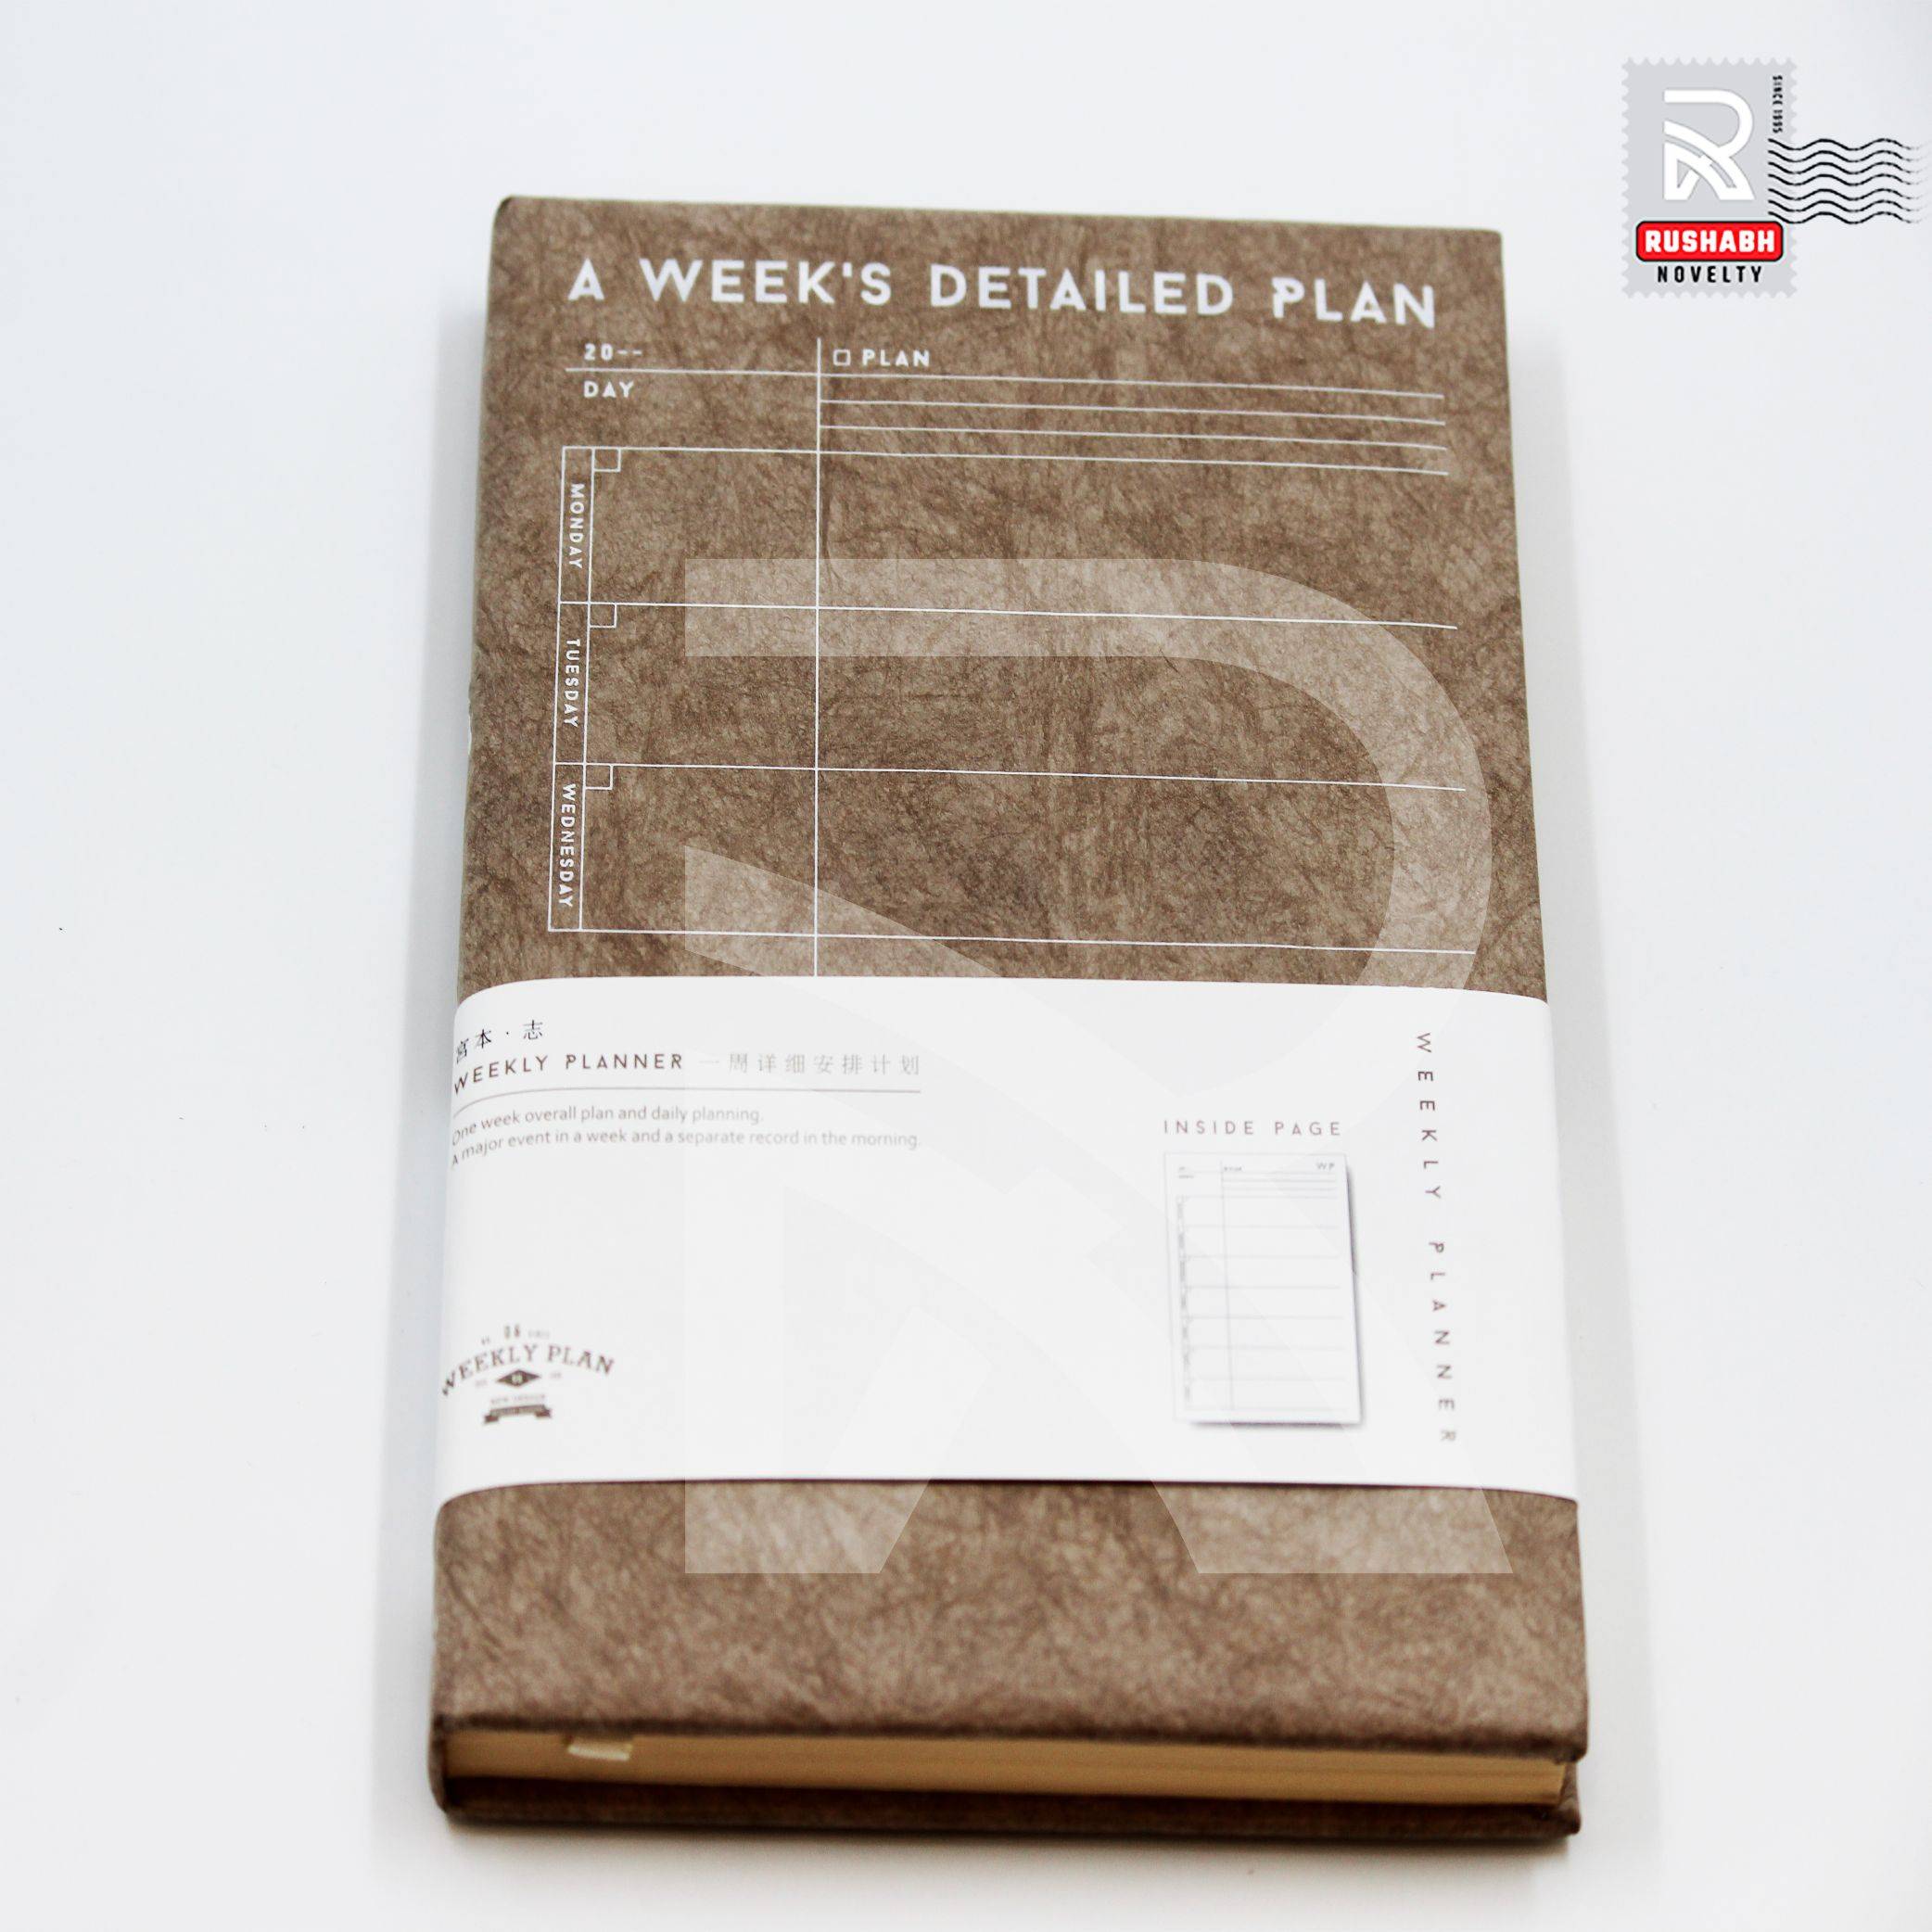 SINCE 1995
RUSHABH
NOVELTY
A WEEK'S DETAILED PLAN
20--
PLAN
DAY
MONDAY
TUESDAY
WEDNESDAY
宫本·志
WEEKLY PLANNER 一周详细安排计划
One week overall plan and daily planning.
A major event in a week and a separate record in the morning.
INSIDE PAGE
WP
WEEKLY PLANNER
WEEKLY PLAN